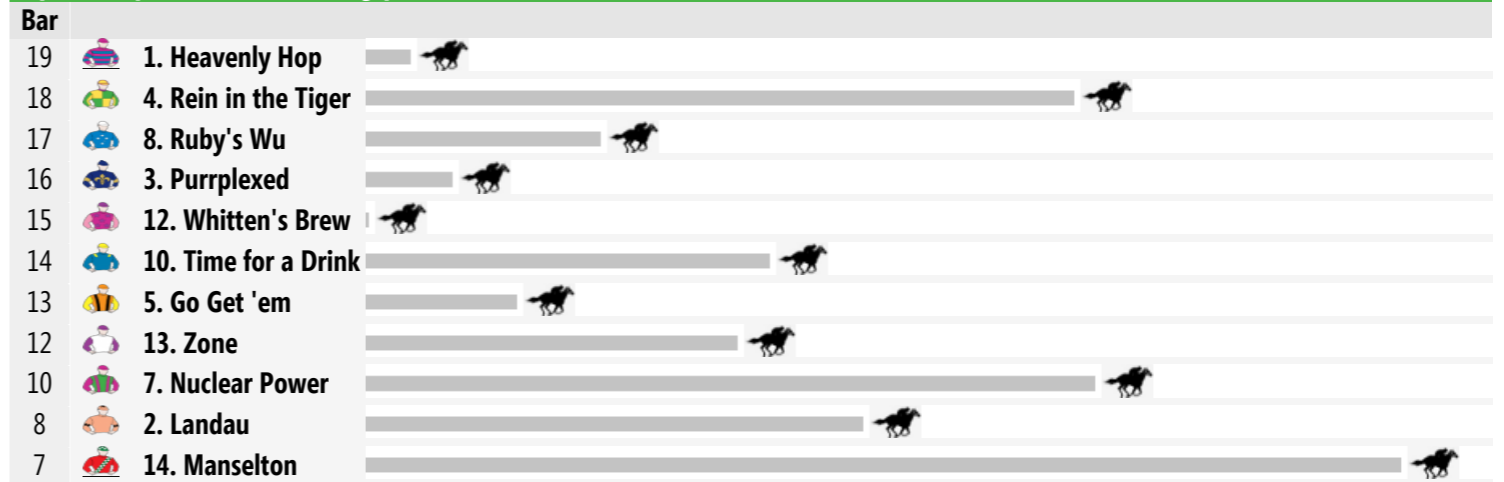 Bar
19 1. Heavenly Hop
18 4. Rein in the Tiger
17 8. Ruby's Wu
16 3. Purrplexed
15 12. Whitten's Brew
14 10. Time for a Drink
13 5. Go Get 'em
12 13. Zone
10 7. Nuclear Power
8 2. Landau
7 14. Manselton